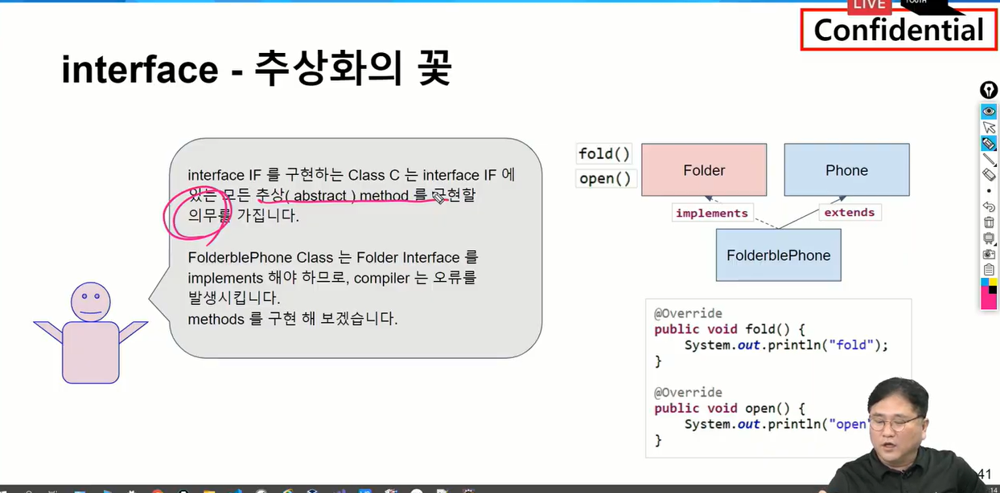 LIVE
YOUTH
Confidential
interface - 추상화의 꽃
interface IF 를 구현하는 Class C 는 interface IF 에
있는 모든 추상( abstract ) method 를 구현할
의무를 가집니다.
FolderblePhone Class 는 Folder Interface 를
implements 해야 하므로, compiler 는 오류를
발생시킵니다.
methods 를 구현 해 보겠습니다.
fold()
open()
Folder
Phone
implements
extends
FolderblePhone
@Override
public void fold() {
System.out.println("fold");
}
@Override
public void open() {
System.out.println("open
}
41